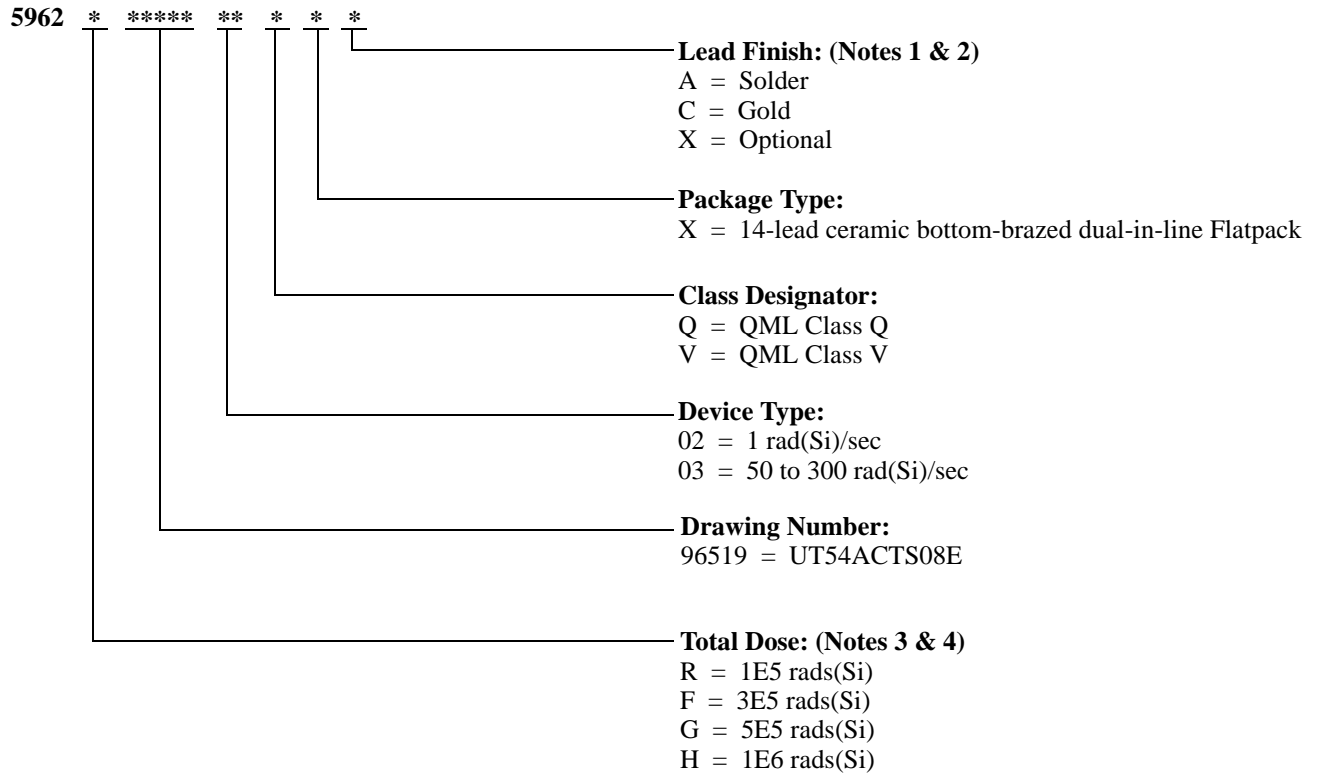 5962 * ***** ** * * *
Lead Finish: (Notes 1 & 2)
A = Solder
C = Gold
X = Optional
Package Type:
X = 14-lead ceramic bottom-brazed dual-in-line Flatpack
Class Designator:
Q = QML Class Q
V = QML Class V
Device Type:
02 = 1 rad(Si)/sec
03 = 50 to 300 rad(Si)/sec
Drawing Number:
96519 = UT54ACTS08E
Total Dose: (Notes 3 & 4)
R = 1E5 rads(Si)
F = 3E5 rads(Si)
G = 5E5 rads(Si)
H = 1E6 rads(Si)